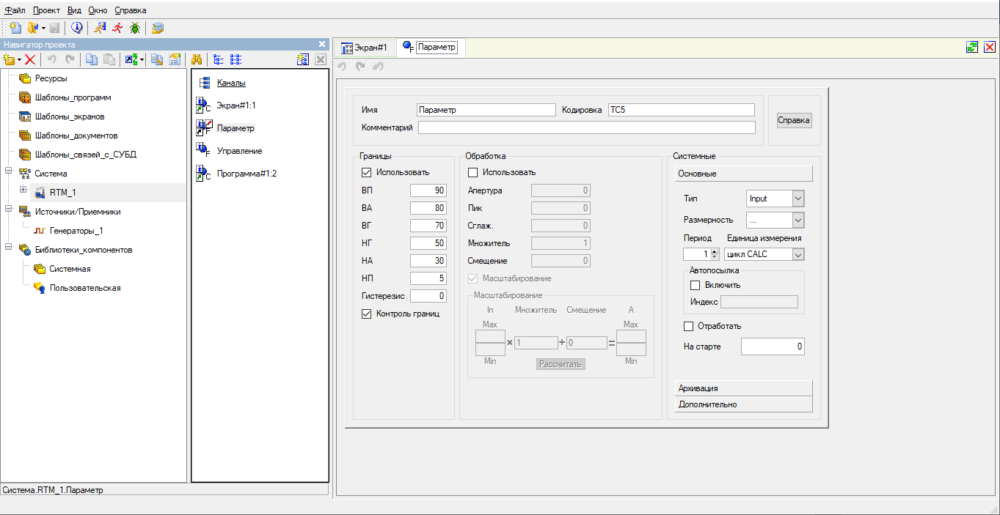 Файл Проект Вид Окно Справка
Навигатор проекта
Ресурсы
Шаблоны_программ
Шаблоны_экранов
Шаблоны_документов
Шаблоны_связей_с_СУБД
Система
RTM_1
Источники/Приемники
Генераторы_1
Библиотеки_компонентов
Системная
Пользовательская
Каналы
Экран#1:1
Параметр
Управление
Программа#1:2
Система.RTM_1.Параметр
Экран#1 Параметр
Имя Параметр Кодировка TC5
Комментарий
Справка
Границы
Использовать
ВП 90
ВА 80
ВГ 70
НГ 50
НА 30
НП 5
Гистерезис 0
Контроль границ
Обработка
Использовать
Апертура 0
Пик 0
Сглаж. 0
Множитель 1
Смещение 0
Масштабирование
Масштабирование
In Множитель Смещение A
Max Max
× 1 + 0 =
Min Min
Рассчитать
Системные
Основные
Тип Input
Размерность ...
Период Единица измерения
1 цикл CALC
Автопосылка
Включить
Индекс
Отработать
На старте 0
Архивация
Дополнительно